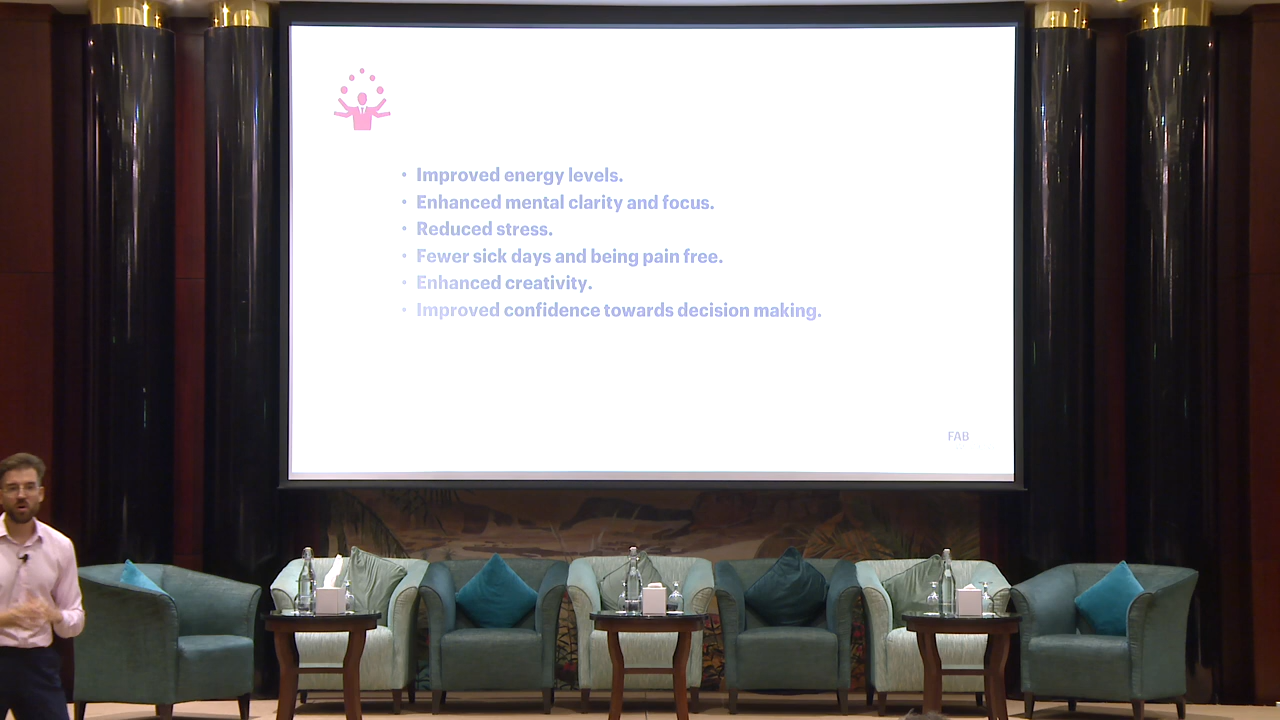 • Improved energy levels.
• Enhanced mental clarity and focus.
• Reduced stress.
• Fewer sick days and being pain free.
• Enhanced creativity.
• Improved confidence towards decision making.
FAB